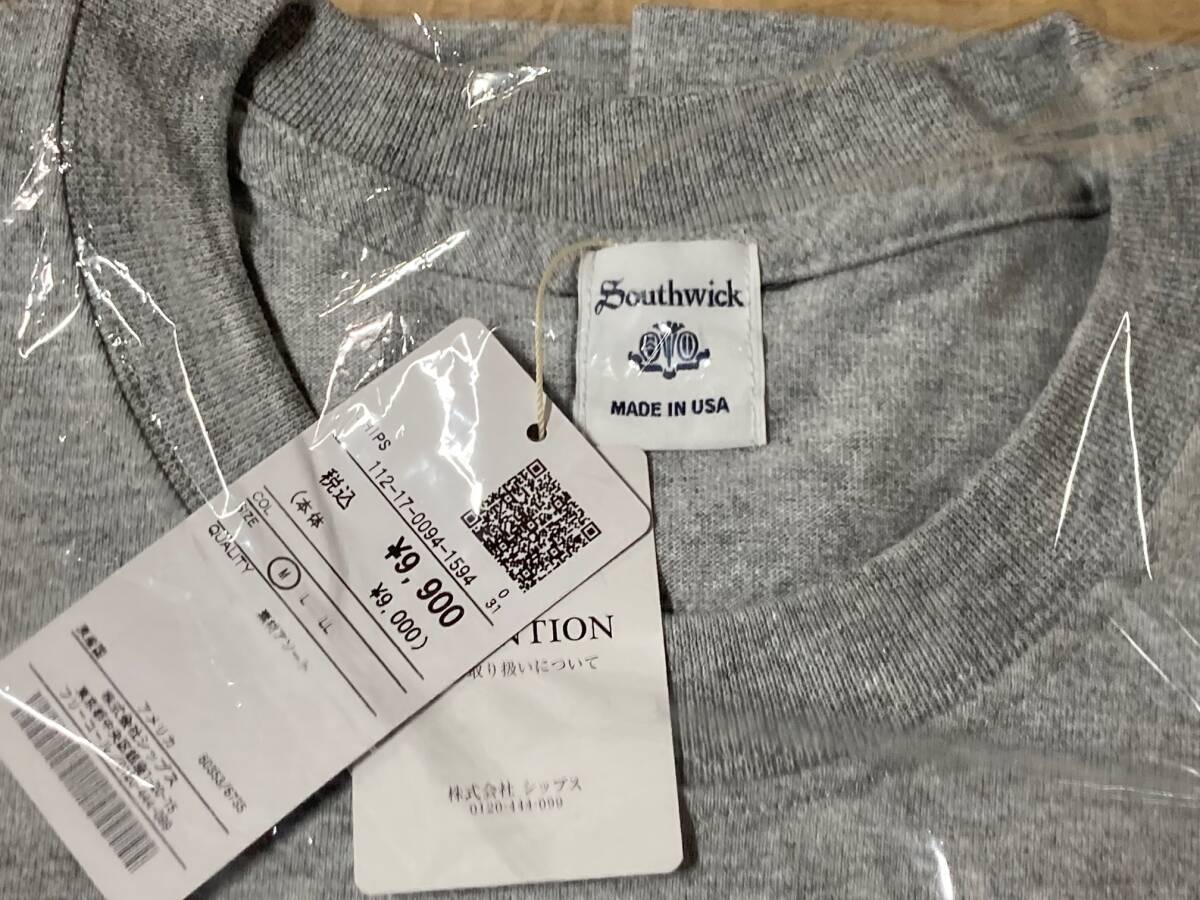 Southwick
MADE IN USA
HIPS
112-17-0094-1594
0
31
税込
¥9,900
(本体
¥9,000)
COL
SIZE
M L LL
QUALITY
アメリカ
株式会社シップス
NTION
取り扱いについて
株式会社 シップス
0120-444-099